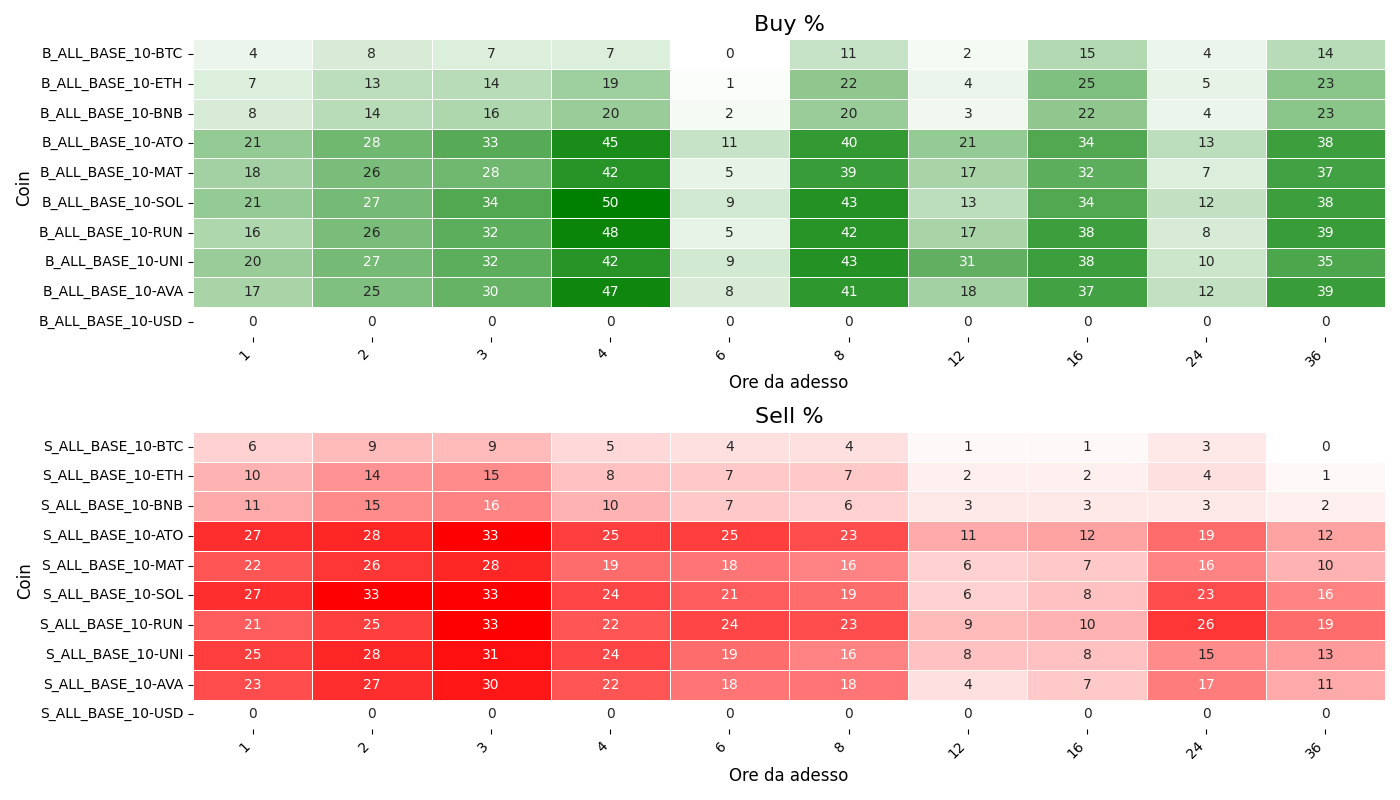 Buy %
Coin
B_ALL_BASE_10-BTC 4 8 7 7 0 11 2 15 4 14
B_ALL_BASE_10-ETH 7 13 14 19 1 22 4 25 5 23
B_ALL_BASE_10-BNB 8 14 16 20 2 20 3 22 4 23
B_ALL_BASE_10-ATO 21 28 33 45 11 40 21 34 13 38
B_ALL_BASE_10-MAT 18 26 28 42 5 39 17 32 7 37
B_ALL_BASE_10-SOL 21 27 34 50 9 43 13 34 12 38
B_ALL_BASE_10-RUN 16 26 32 48 5 42 17 38 8 39
B_ALL_BASE_10-UNI 20 27 32 42 9 43 31 38 10 35
B_ALL_BASE_10-AVA 17 25 30 47 8 41 18 37 12 39
B_ALL_BASE_10-USD 0 0 0 0 0 0 0 0 0 0
1 2 3 4 6 8 12 16 24 36
Ore da adesso
Sell %
Coin
S_ALL_BASE_10-BTC 6 9 9 5 4 4 1 1 3 0
S_ALL_BASE_10-ETH 10 14 15 8 7 7 2 2 4 1
S_ALL_BASE_10-BNB 11 15 16 10 7 6 3 3 3 2
S_ALL_BASE_10-ATO 27 28 33 25 25 23 11 12 19 12
S_ALL_BASE_10-MAT 22 26 28 19 18 16 6 7 16 10
S_ALL_BASE_10-SOL 27 33 33 24 21 19 6 8 23 16
S_ALL_BASE_10-RUN 21 25 33 22 24 23 9 10 26 19
S_ALL_BASE_10-UNI 25 28 31 24 19 16 8 8 15 13
S_ALL_BASE_10-AVA 23 27 30 22 18 18 4 7 17 11
S_ALL_BASE_10-USD 0 0 0 0 0 0 0 0 0 0
1 2 3 4 6 8 12 16 24 36
Ore da adesso